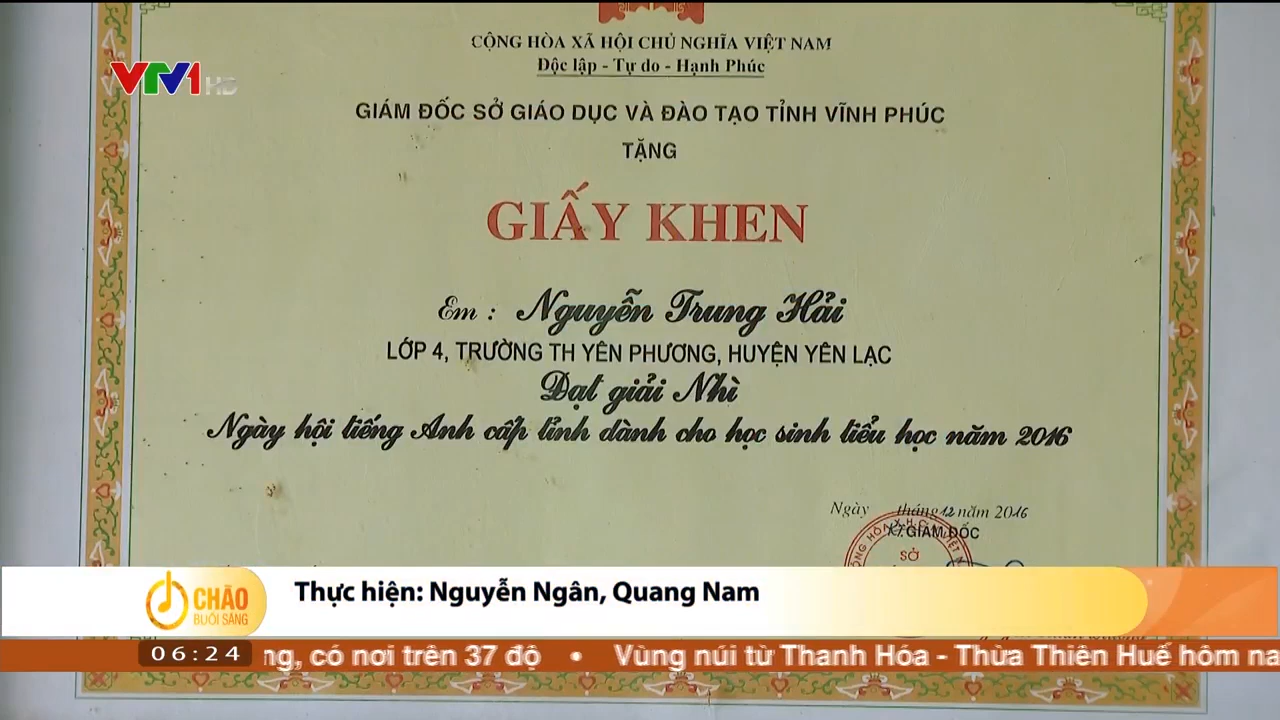 CỘNG HÒA XÃ HỘI CHỦ NGHĨA VIỆT NAM
Độc lập - Tự do - Hạnh Phúc
VTV1 HD
GIÁM ĐỐC SỞ GIÁO DỤC VÀ ĐÀO TẠO TỈNH VĨNH PHÚC
TẶNG
GIẤY KHEN
Em : Nguyễn Trung Hải
LỚP 4, TRƯỜNG TH YÊN PHƯƠNG, HUYỆN YÊN LẠC
Đạt giải Nhì
Ngày hội tiếng Anh cấp tỉnh dành cho học sinh tiểu học năm 2016
Ngày tháng 12 năm 2016
GIÁM ĐỐC
SỞ
CHÀO
BUỔI SÁNG
Thực hiện: Nguyễn Ngân, Quang Nam
06:24
ng, có nơi trên 37 độ • Vùng núi từ Thanh Hóa - Thừa Thiên Huế hôm na